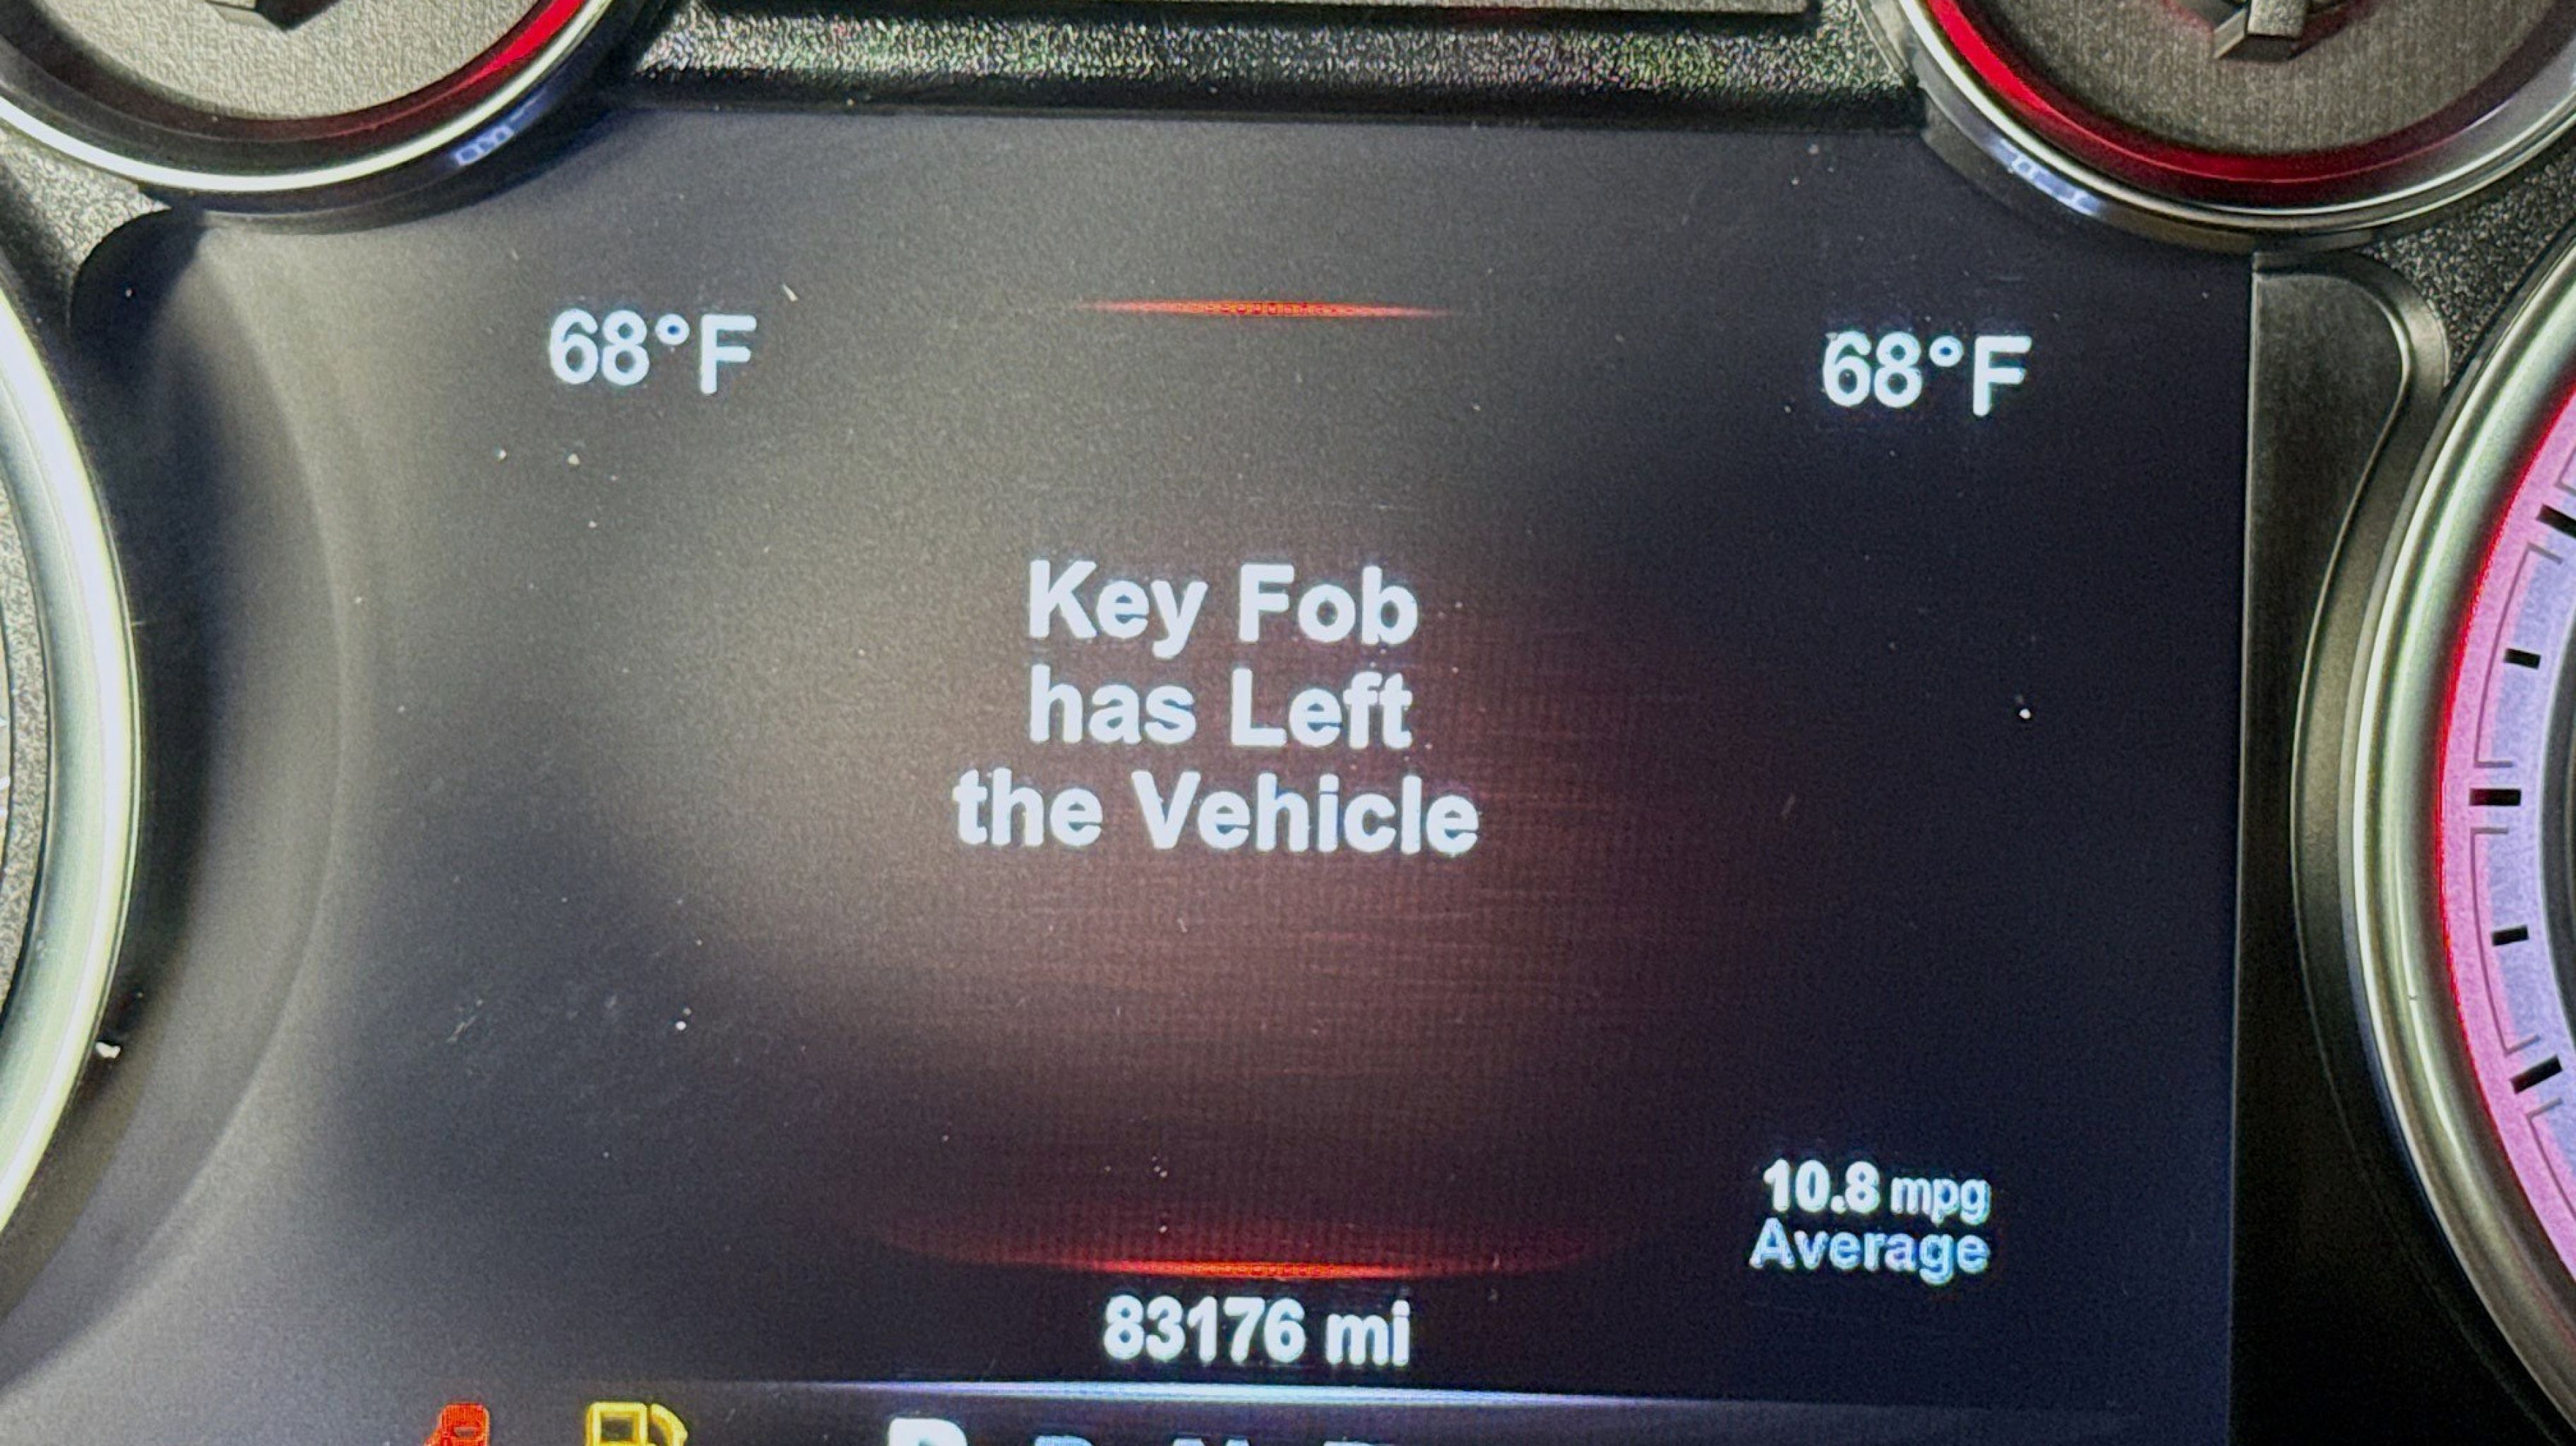 68°F
68°F
Key Fob
has Left
the Vehicle
10.8 mpg
Average
83176 mi